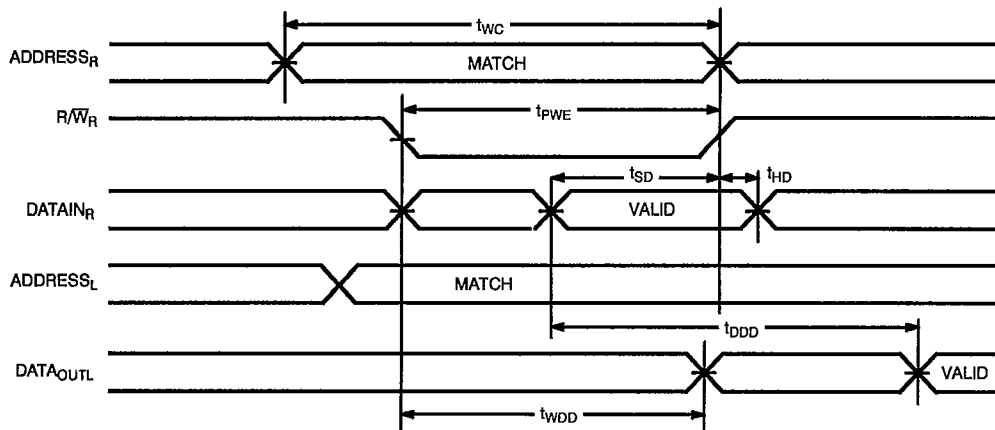 tWC
ADDRESSR MATCH
R/W̅R tPWE
tSD tHD
DATAINR VALID
ADDRESSL MATCH
tDDD
DATAOUTL VALID
tWDD